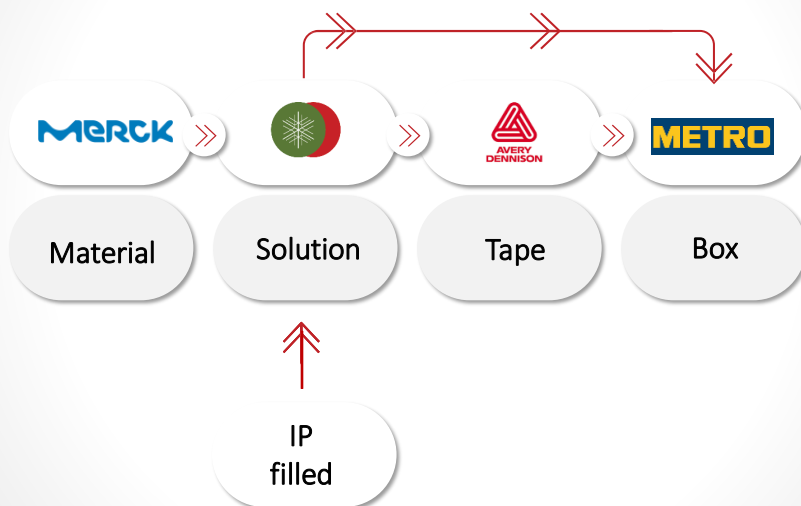 MERCK
AVERY
DENNISON
METRO
Material
Solution
Tape
Box
IP
filled